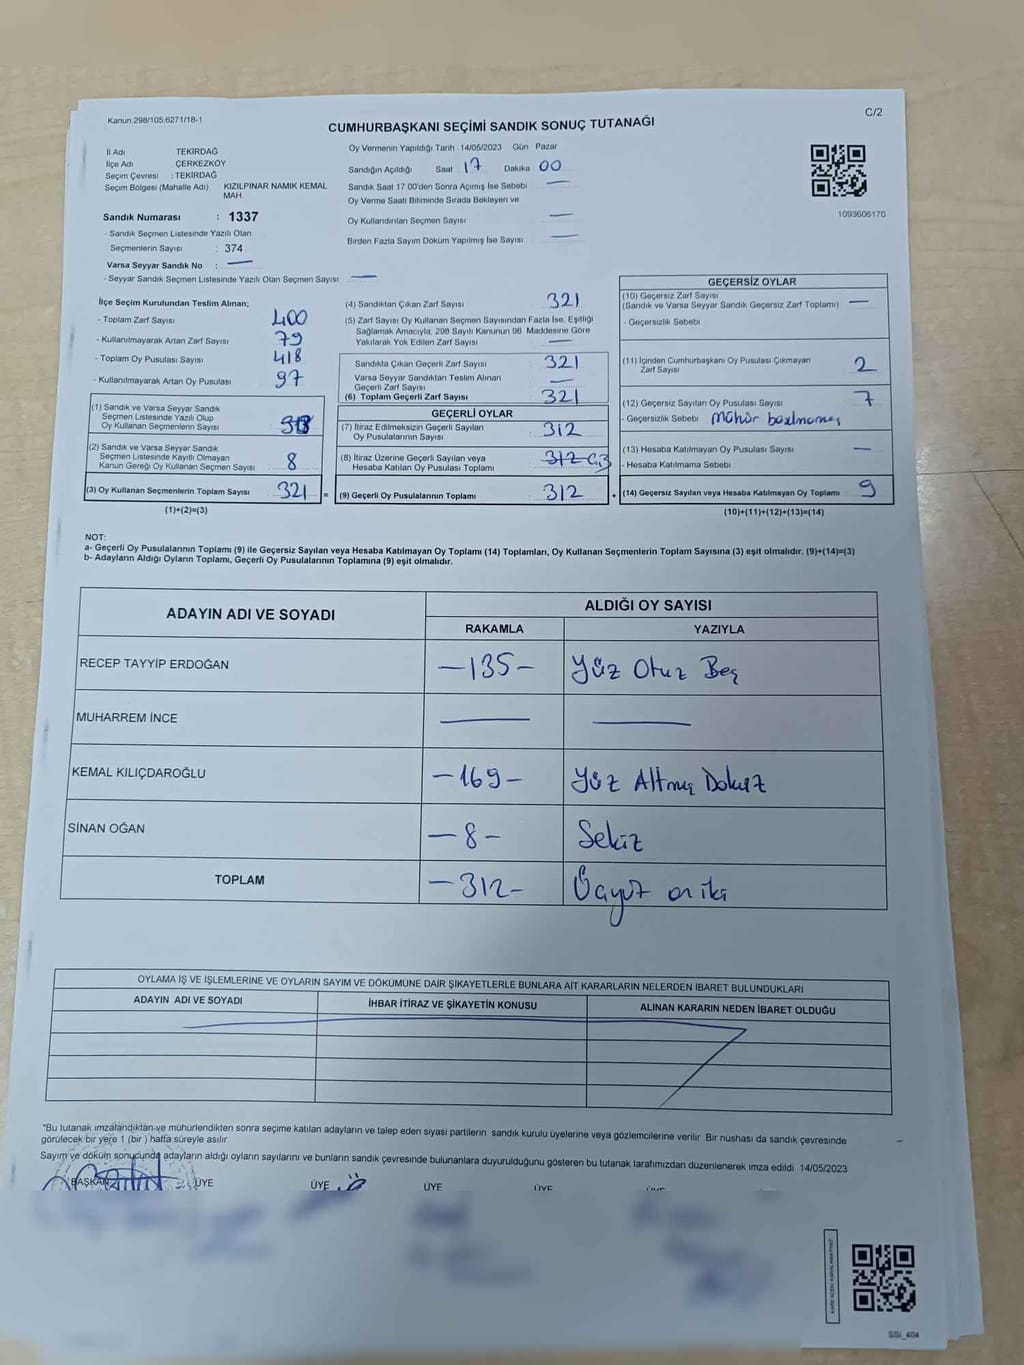 Kanun 298/105,6271/18-1
C/2
CUMHURBAŞKANI SEÇİMİ SANDIK SONUÇ TUTANAĞI
İl Adı TEKİRDAĞ
İlçe Adı ÇERKEZKÖY
Seçim Çevresi : TEKİRDAĞ
Seçim Bölgesi (Mahalle Adı) KIZILPINAR NAMIK KEMAL
MAH.
Sandık Numarası : 1337
- Sandık Seçmen Listesinde Yazılı Olan
Seçmenlerin Sayısı : 374
Varsa Seyyar Sandık No : —
- Seyyar Sandık Seçmen Listesinde Yazılı Olan Seçmen Sayısı: —
Oy Vermenin Yapıldığı Tarih : 14/05/2023 Gün Pazar
Sandığın Açıldığı Saat 17 Dakika 00
Sandık Saat 17.00'den Sonra Açılmış İse Sebebi —
Oy Verme Saati Bitiminde Sırada Bekleyen ve
Oy Kullandırılan Seçmen Sayısı —
Birden Fazla Sayım Döküm Yapılmış İse Sayısı —
1093606170
İlçe Seçim Kurulundan Teslim Alınan;
- Toplam Zarf Sayısı 400
- Kullanılmayarak Artan Zarf Sayısı 79
- Toplam Oy Pusulası Sayısı 418
- Kullanılmayarak Artan Oy Pusulası 97
(1) Sandık ve Varsa Seyyar Sandık
Seçmen Listesinde Yazılı Olup
Oy Kullanan Seçmenlerin Sayısı
(2) Sandık ve Varsa Seyyar Sandık
Seçmen Listesinde Kayıtlı Olmayan
Kanun Gereği Oy Kullanan Seçmen Sayısı 8
(3) Oy Kullanan Seçmenlerin Toplam Sayısı 321 =
(1)+(2)=(3)
(4) Sandıktan Çıkan Zarf Sayısı 321
(5) Zarf Sayısı Oy Kullanan Seçmen Sayısından Fazla İse, Eşitliği
Sağlamak Amacıyla, 298 Sayılı Kanunun 98. Maddesine Göre
Yakılarak Yok Edilen Zarf Sayısı —
Sandıkta Çıkan Geçerli Zarf Sayısı 321
Varsa Seyyar Sandıktan Teslim Alınan
Geçerli Zarf Sayısı —
(6) Toplam Geçerli Zarf Sayısı 321
GEÇERLİ OYLAR
(7) İtiraz Edilmeksizin Geçerli Sayılan
Oy Pusulalarının Sayısı 312
(8) İtiraz Üzerine Geçerli Sayılan veya
Hesaba Katılan Oy Pusulası Toplamı 312
(9) Geçerli Oy Pusulalarının Toplamı 312 +
GEÇERSİZ OYLAR
(10) Geçersiz Zarf Sayısı
(Sandık ve Varsa Seyyar Sandık Geçersiz Zarf Toplamı) —
- Geçersizlik Sebebi
(11) İçinden Cumhurbaşkanı Oy Pusulası Çıkmayan
Zarf Sayısı 2
(12) Geçersiz Sayılan Oy Pusulası Sayısı 7
- Geçersizlik Sebebi Mühür basılmamış
(13) Hesaba Katılmayan Oy Pusulası Sayısı —
- Hesaba Katılmama Sebebi
(14) Geçersiz Sayılan veya Hesaba Katılmayan Oy Toplamı 9
(10)+(11)+(12)+(13)=(14)
NOT:
a- Geçerli Oy Pusulalarının Toplamı (9) ile Geçersiz Sayılan veya Hesaba Katılmayan Oy Toplamı (14) Toplamları, Oy Kullanan Seçmenlerin Toplam Sayısına (3) eşit olmalıdır. (9)+(14)=(3)
b- Adayların Aldığı Oyların Toplamı, Geçerli Oy Pusulalarının Toplamına (9) eşit olmalıdır.
ADAYIN ADI VE SOYADI
ALDIĞI OY SAYISI
RAKAMLA YAZIYLA
RECEP TAYYİP ERDOĞAN —135— Yüz Otuz Beş
MUHARREM İNCE — —
KEMAL KILIÇDAROĞLU —169— Yüz Altmış Dokuz
SİNAN OĞAN —8— Sekiz
TOPLAM —312— Üçyüz on iki
OYLAMA İŞ VE İŞLEMLERİNE VE OYLARIN SAYIM VE DÖKÜMÜNE DAİR ŞİKAYETLERLE BUNLARA AİT KARARLARIN NELERDEN İBARET BULUNDUKLARI
ADAYIN ADI VE SOYADI İHBAR İTİRAZ VE ŞİKAYETİN KONUSU ALINAN KARARIN NEDEN İBARET OLDUĞU
*Bu tutanak imzalandıktan ve mühürlendikten sonra seçime katılan adayların ve talep eden siyasi partilerin sandık kurulu üyelerine veya gözlemcilerine verilir. Bir nushası da sandık çevresinde
görülecek bir yere 1 (bir) hafta süreyle asılır.
Sayım ve döküm sonucunda adayların aldığı oyların sayılarını ve bunların sandık çevresinde bulunanlara duyurulduğunu gösteren bu tutanak tarafımızdan düzenlenerek imza edildi 14/05/2023
BAŞKAN ÜYE ÜYE ÜYE ÜYE
GSI_404